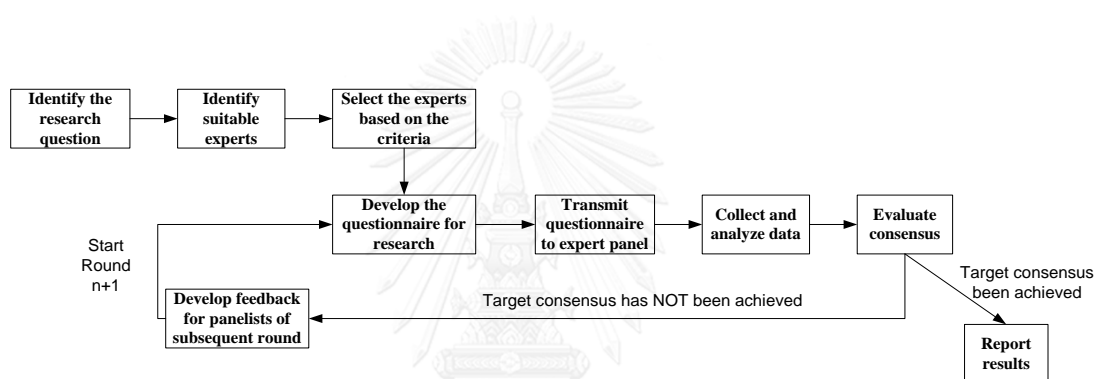 Identify the
research
question
Identify
suitable
experts
Select the experts
based on the
criteria
Develop the
questionnaire for
research
Transmit
questionnaire
to expert panel
Collect and
analyze data
Evaluate
consensus
Start
Round
n+1
Develop feedback
for panelists of
subsequent round
Target consensus has NOT been achieved
Target consensus
been achieved
Report
results